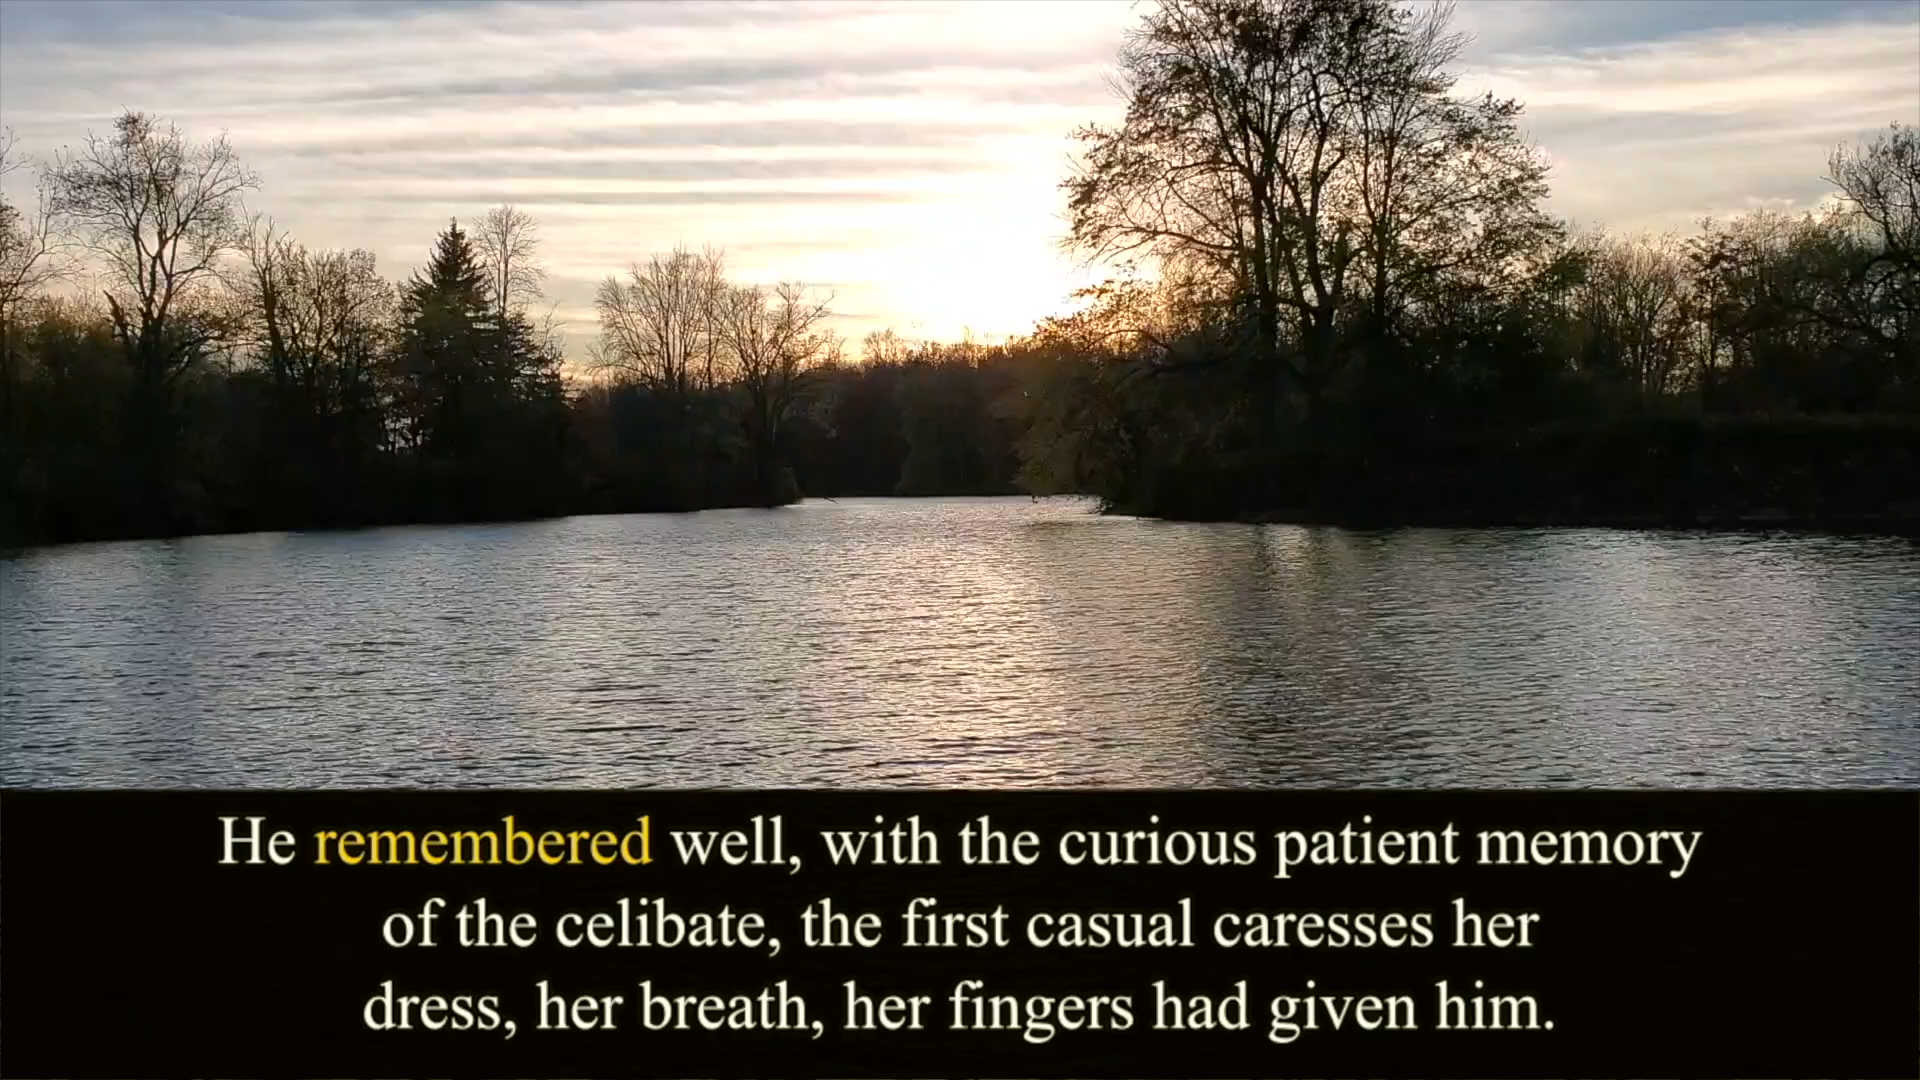 He remembered well, with the curious patient memory
of the celibate, the first casual caresses her
dress, her breath, her fingers had given him.